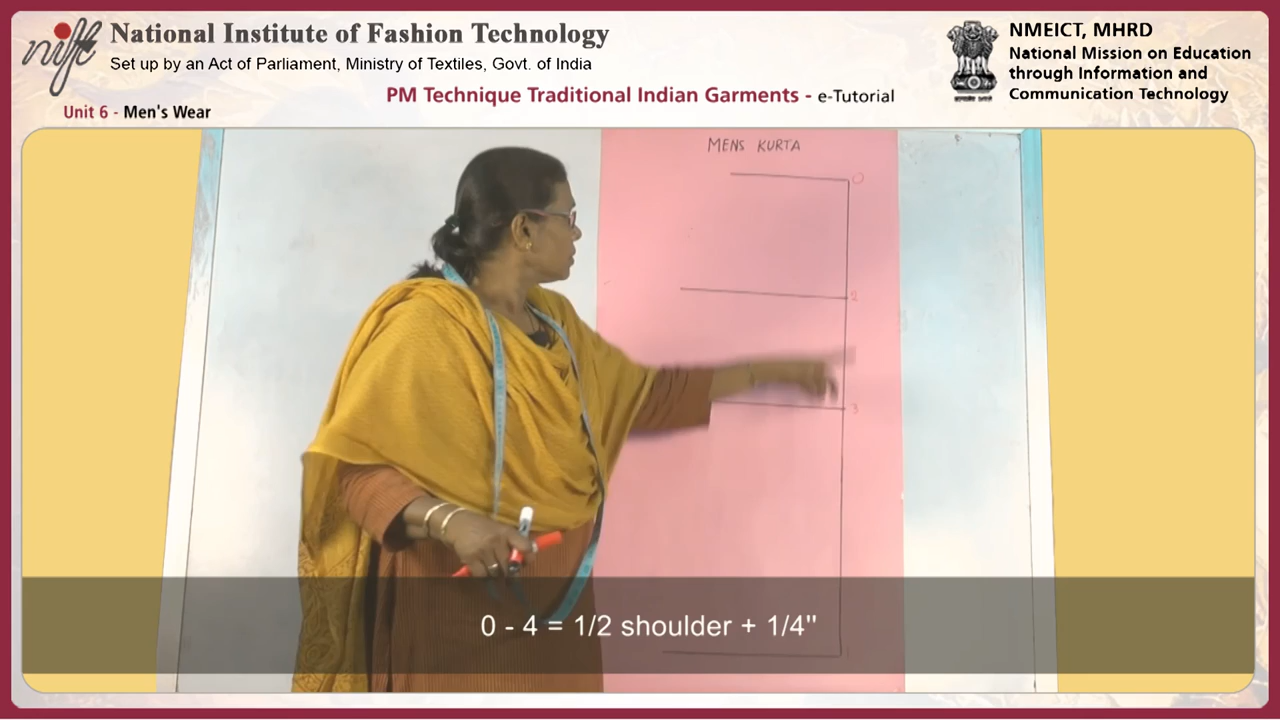 nift
National Institute of Fashion Technology
Set up by an Act of Parliament, Ministry of Textiles, Govt. of India
NMEICT, MHRD
National Mission on Education
through Information and
Communication Technology
PM Technique Traditional Indian Garments - e-Tutorial
Unit 6 - Men's Wear
MENS KURTA
0
2
3
0 - 4 = 1/2 shoulder + 1/4"